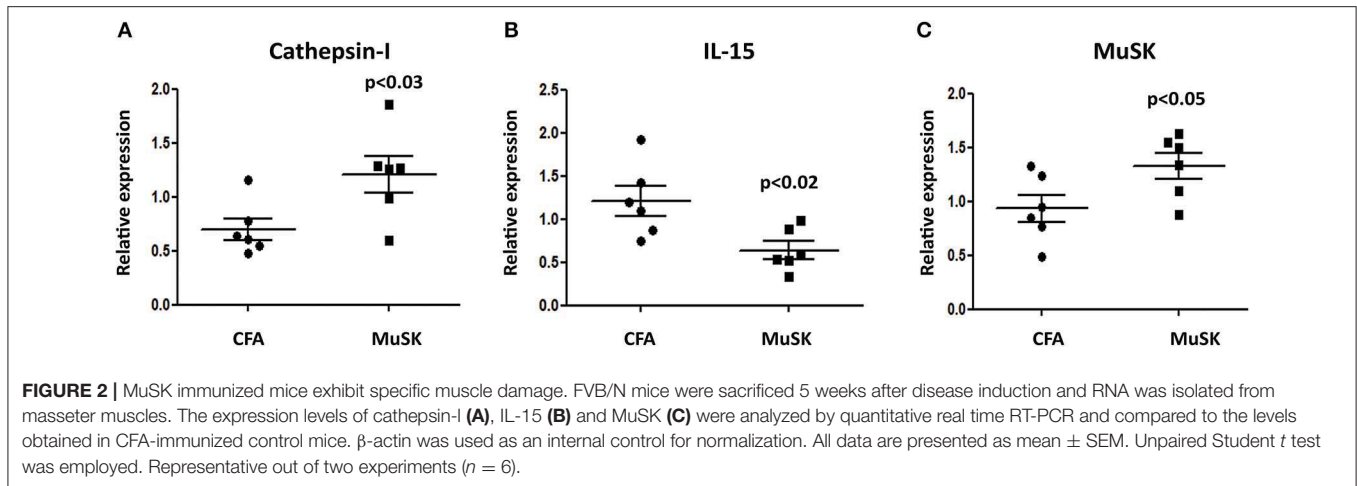 A
Cathepsin-I
p<0.03
Relative expression
2.0
1.5
1.0
0.5
0.0
CFA MuSK
B
IL-15
p<0.02
Relative expression
2.5
2.0
1.5
1.0
0.5
0.0
CFA MuSK
C
MuSK
p<0.05
Relative expression
2.0
1.5
1.0
0.5
0.0
CFA MuSK
FIGURE 2 | MuSK immunized mice exhibit specific muscle damage. FVB/N mice were sacrificed 5 weeks after disease induction and RNA was isolated from
masseter muscles. The expression levels of cathepsin-I (A), IL-15 (B) and MuSK (C) were analyzed by quantitative real time RT-PCR and compared to the levels
obtained in CFA-immunized control mice. β-actin was used as an internal control for normalization. All data are presented as mean ± SEM. Unpaired Student t test
was employed. Representative out of two experiments (n = 6).